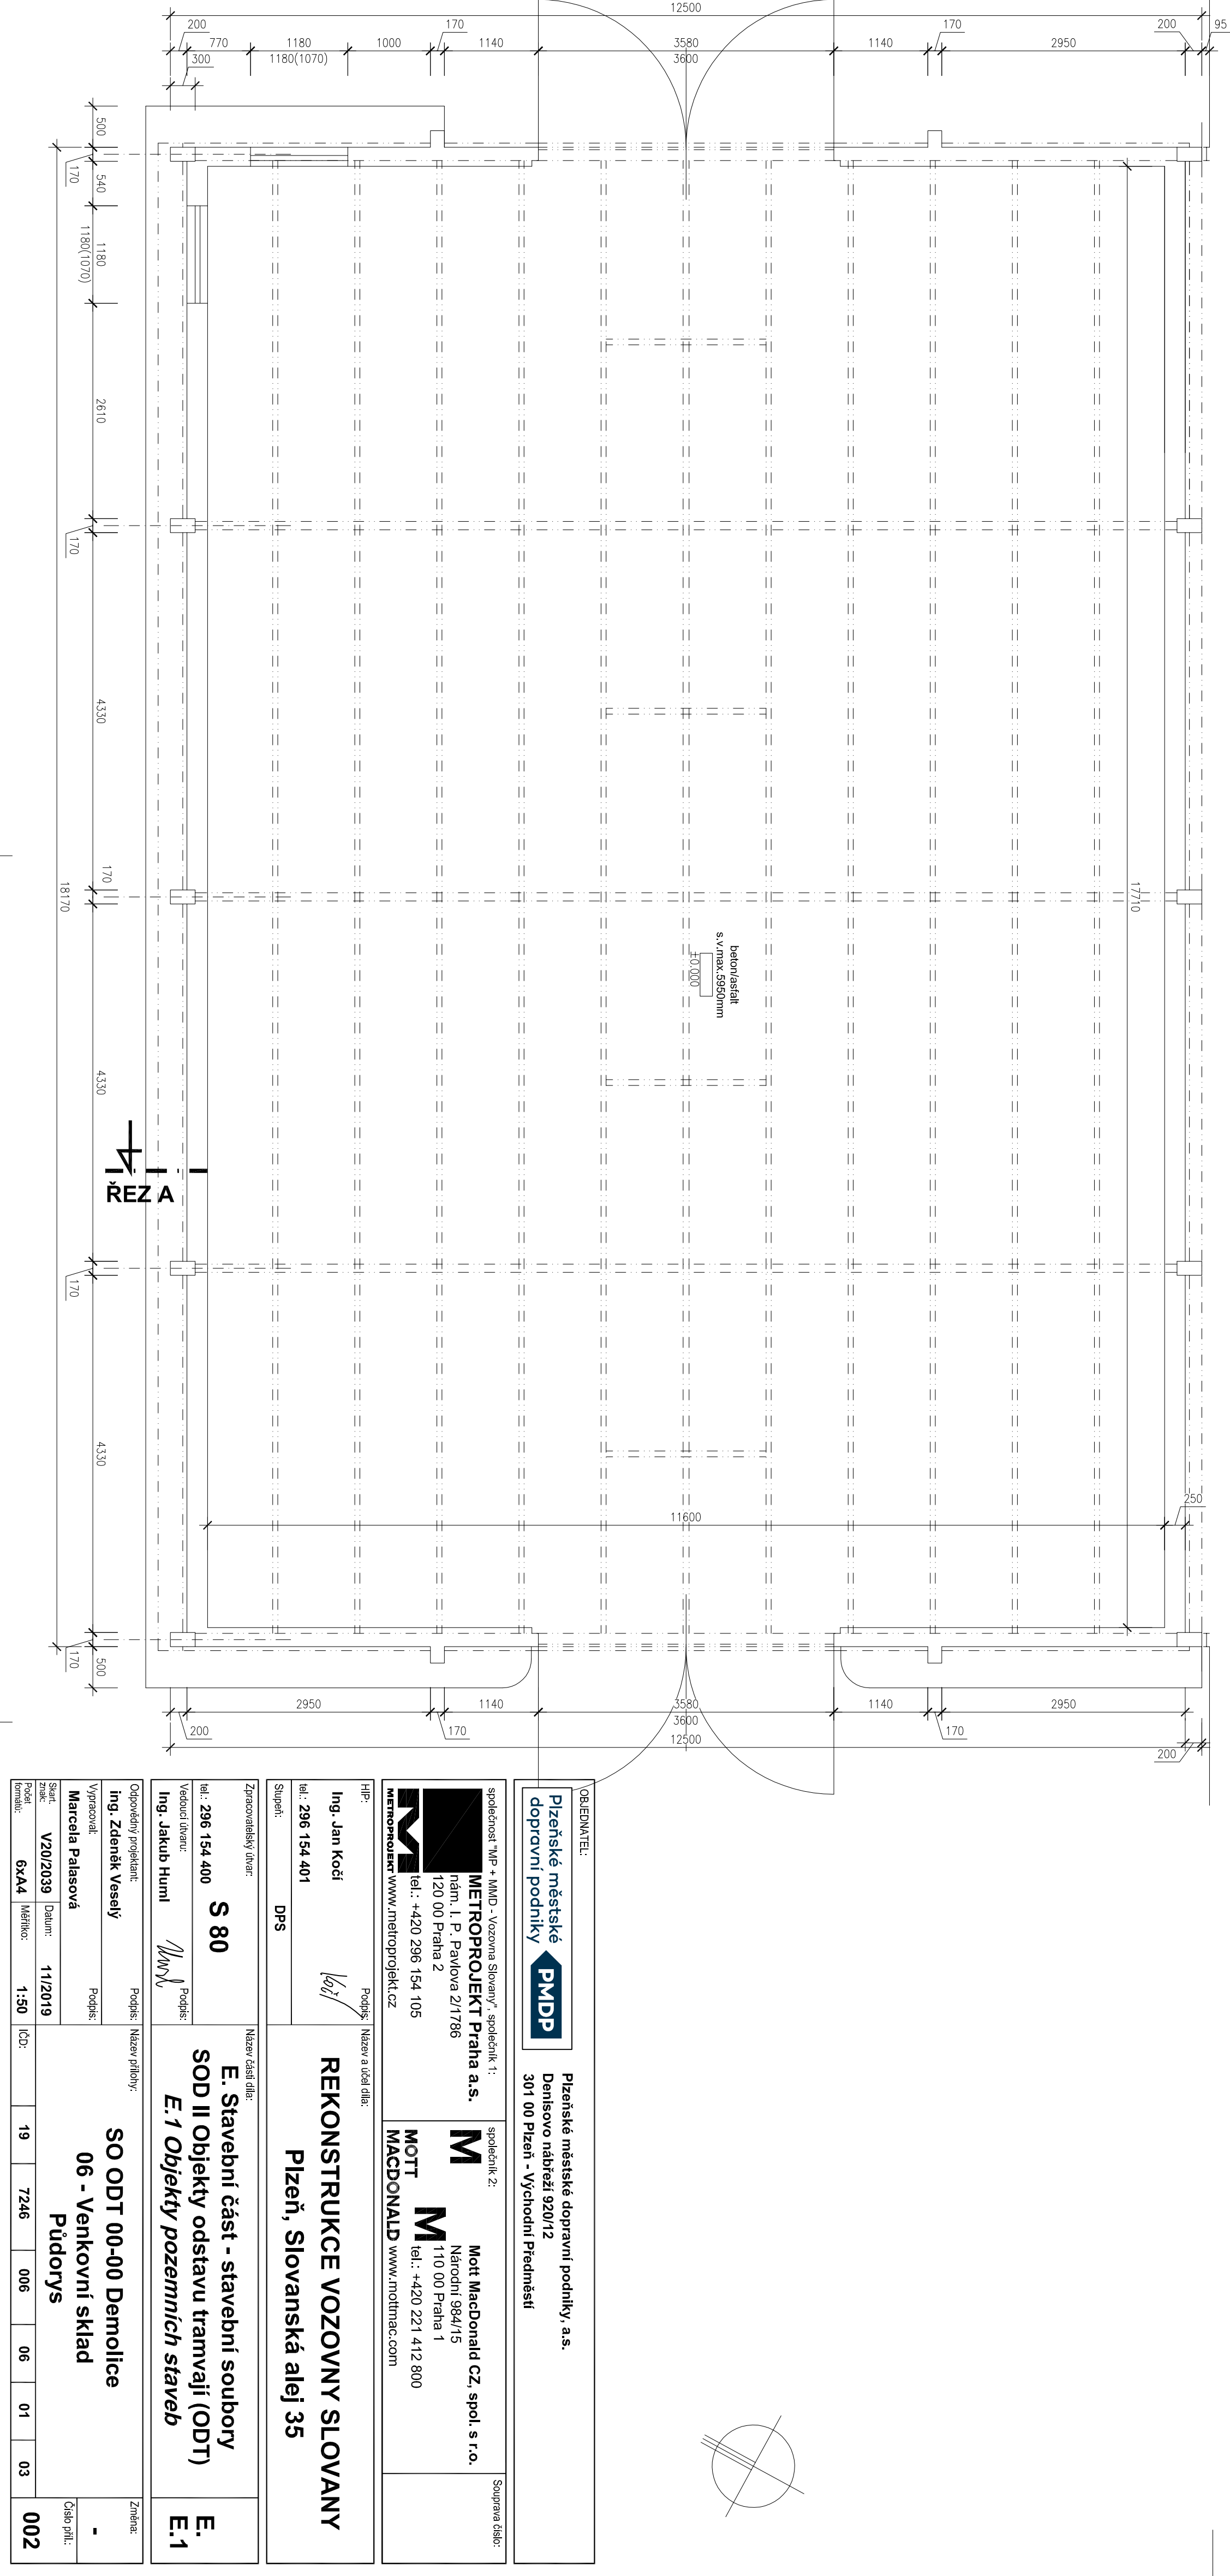 12500
200
170
170
200
95
770
1180
1000
1140
3580
1140
2950
1180(1070)
3600
300
500
170
540
1180
1180(1070)
2610
170
4330
170
18170
17710
beton/asfalt
s.v.max.5950mm
±0.000
4330
ŘEZ A
170
4330
250
11600
170
500
2950
1140
3580
1140
2950
3600
200
170
12500
170
200
OBJEDNATEL:
Plzeňské městské
dopravní podniky
PMDP
Plzeňské městské dopravní podniky, a.s.
Denisovo nábřeží 920/12
301 00 Plzeň - Východní Předměstí
společnost "MP + MMD - Vozovna Slovany", společník 1:
METROPROJEKT Praha a.s.
nám. I. P. Pavlova 2/1786
120 00 Praha 2
tel.: +420 296 154 105
METROPROJEKT www.metroprojekt.cz
společník 2:
M
MOTT
MACDONALD
M
Mott MacDonald CZ, spol. s r.o.
Národní 984/15
110 00 Praha 1
tel.: +420 221 412 800
www.mottmac.com
Souprava číslo:
HIP:
Podpis:
Ing. Jan Kočí
tel.: 296 154 401
Stupeň:
DPS
Název a účel díla:
REKONSTRUKCE VOZOVNY SLOVANY
Plzeň, Slovanská alej 35
Zpracovatelský útvar:
tel.: 296 154 400
S 80
Vedoucí útvaru:
Podpis:
Ing. Jakub Huml
Název části díla:
E. Stavební část - stavební soubory
SOD II Objekty odstavu tramvají (ODT)
E.1 Objekty pozemních staveb
E.
E.1
Odpovědný projektant:
Podpis:
ing. Zdeněk Veselý
Vypracoval:
Podpis:
Marcela Palasová
Skart. znak:
V20/2039
Datum:
11/2019
Počet formátů:
6xA4
Měřítko:
1:50
Název přílohy:
SO ODT 00-00 Demolice
06 - Venkovní sklad
Půdorys
Změna:
-
IČD:
19
7246
006
06
01
03
Číslo příl.:
002